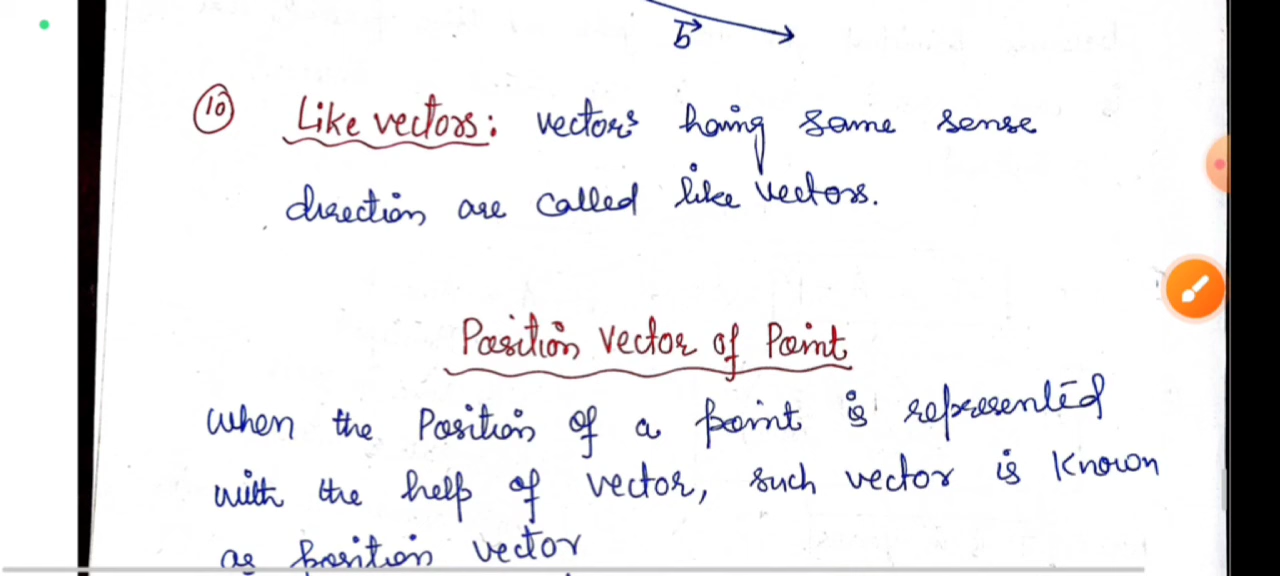 b
10 Like vectors: vectors having same sense
direction are called like vectors.
Position vector of Point
When the Position of a point is represented
with the help of vector, such vector is known
as position vector